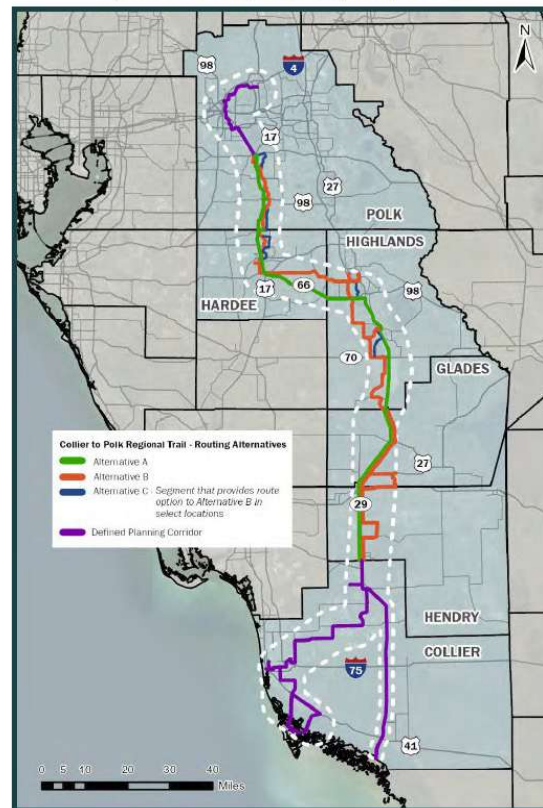 98
4
N
17
27
98
POLK
HIGHLANDS
98
17
66
HARDEE
70
GLADES
Collier to Polk Regional Trail - Routing Alternatives
Alternative A
Alternative B
Alternative C - Segment that provides route
option to Alternative B in
select locations
Defined Planning Corridor
27
29
HENDRY
COLLIER
75
41
0 5 10 20 30 40
Miles